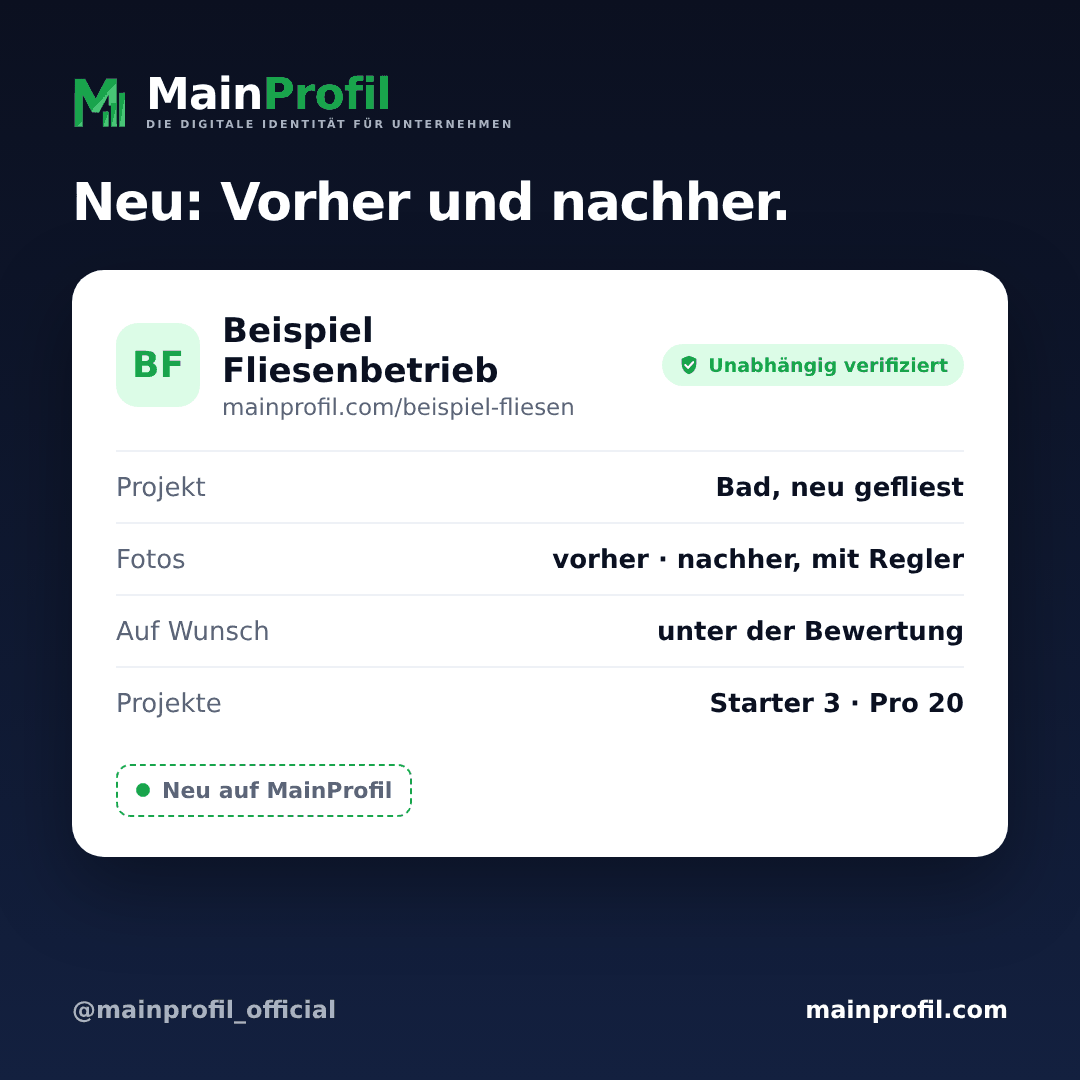 MainProfil
DIE DIGITALE IDENTITÄT FÜR UNTERNEHMEN
Neu: Vorher und nachher.
BF
Beispiel
Fliesenbetrieb
mainprofil.com/beispiel-fliesen
Unabhängig verifiziert
Projekt
Bad, neu gefliest
Fotos
vorher · nachher, mit Regler
Auf Wunsch
unter der Bewertung
Projekte
Starter 3 · Pro 20
Neu auf MainProfil
@mainprofil_official
mainprofil.com